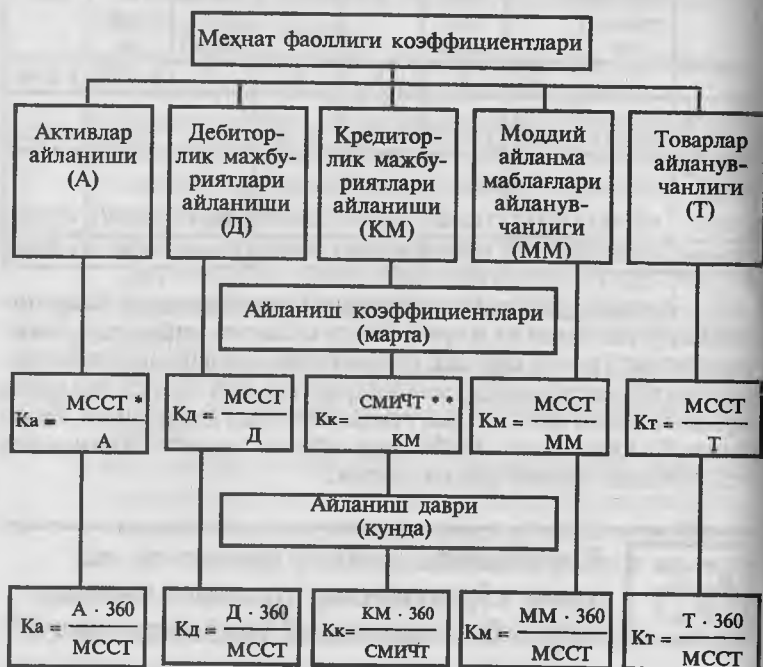 Меҳнат фаоллиги коэффициентлари
Активлар
айланиши
(А)
Дебитор-
лик мажбу-
риятлари
айланиши
(Д)
Кредитор-
лик мажбу-
риятлари
айланиши
(КМ)
Моддий
айланма
маблағлари
айланув-
чанлиги
(ММ)
Товарлар
айланув-
чанлиги
(Т)
Айланиш коэффициентлари
(марта)
Ка = МССТ * / А
Кд = МССТ / Д
Кк= СМИЧТ * * / КМ
Км = МССТ / ММ
Кт = МССТ / Т
Айланиш даври
(кунда)
Ка = А · 360 / МССТ
Кд = Д · 360 / МССТ
Кк= КМ · 360 / СМИЧТ
Км = ММ · 360 / МССТ
Кт = Т · 360 / МССТ